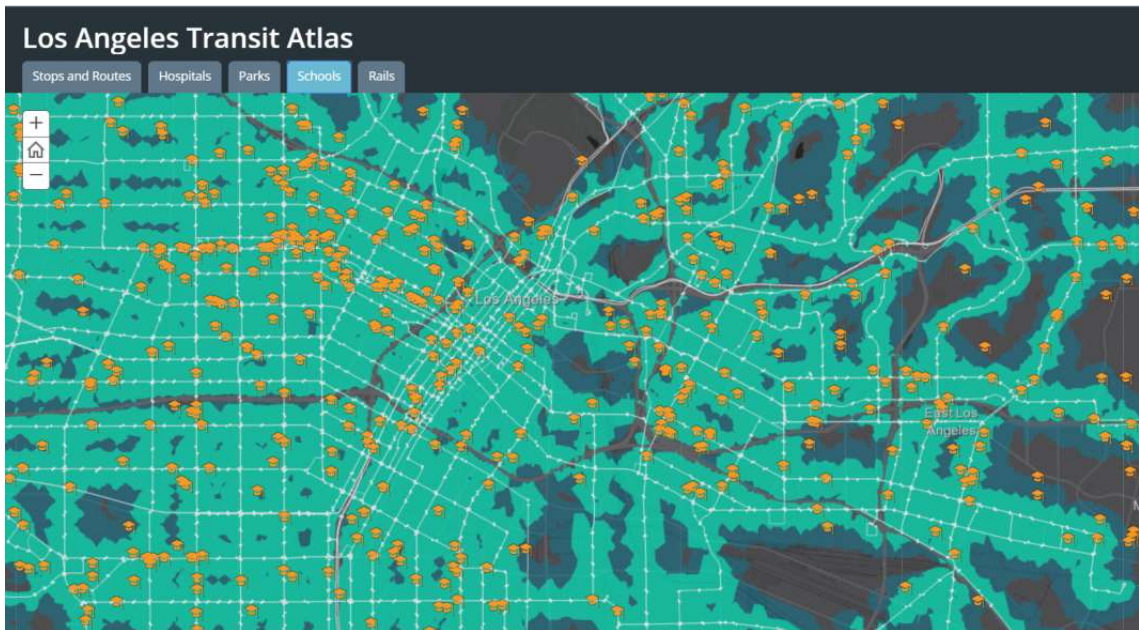 Los Angeles Transit Atlas
Stops and Routes
Hospitals
Parks
Schools
Rails
+
−
Los Angeles
East Los
Angeles